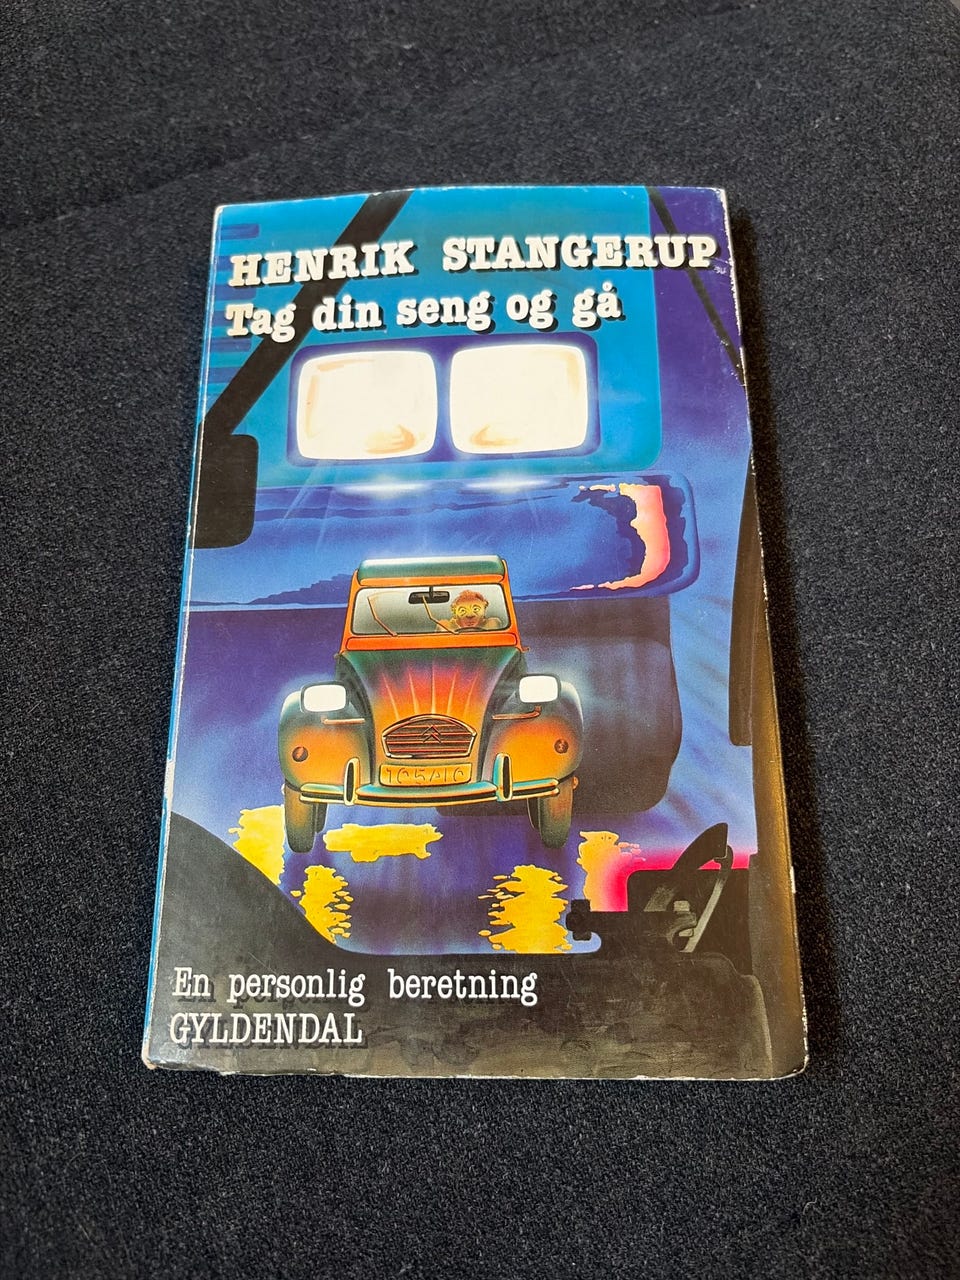 HENRIK STANGERUP
Tag din seng og gå
En personlig beretning
GYLDENDAL